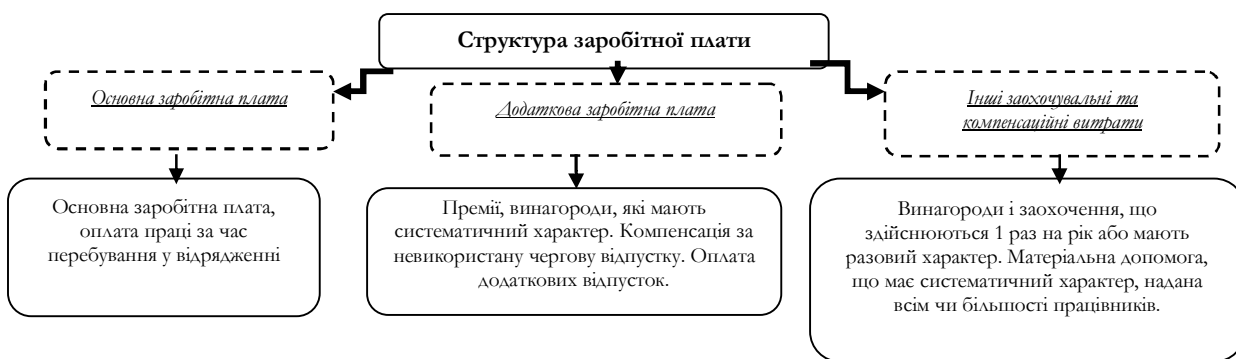 Структура заробітної плати
Основна заробітна плата
Додаткова заробітна плата
Інші заохочувальні та
компенсаційні витрати
Основна заробітна плата,
оплата праці за час
перебування у відрядженні
Премії, винагороди, які мають
систематичний характер. Компенсація за
невикористану чергову відпустку. Оплата
додаткових відпусток.
Винагороди і заохочення, що
здійснюються 1 раз на рік або мають
разовий характер. Матеріальна допомога,
що має систематичний характер, надана
всім чи більшості працівників.